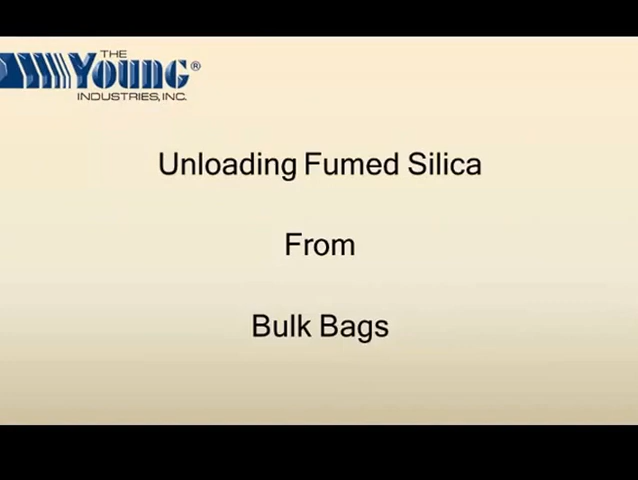 THE
Young®
INDUSTRIES, INC.
Unloading Fumed Silica
From
Bulk Bags